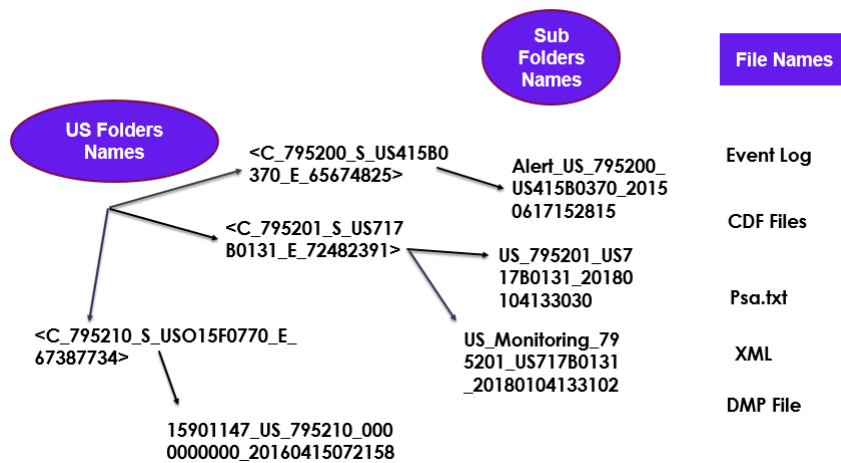 Sub
Folders
Names
File Names
US Folders
Names
<C_795200_S_US415B0
370_E_65674825>
Alert_US_795200_
US415B0370_2015
0617152815
Event Log
<C_795201_S_US717
B0131_E_72482391>
US_795201_US7
17B0131_20180
104133030
CDF Files
Psa.txt
<C_795210_S_USO15F0770_E_
67387734>
US_Monitoring_79
5201_US717B0131
_20180104133102
XML
DMP File
15901147_US_795210_000
0000000_20160415072158